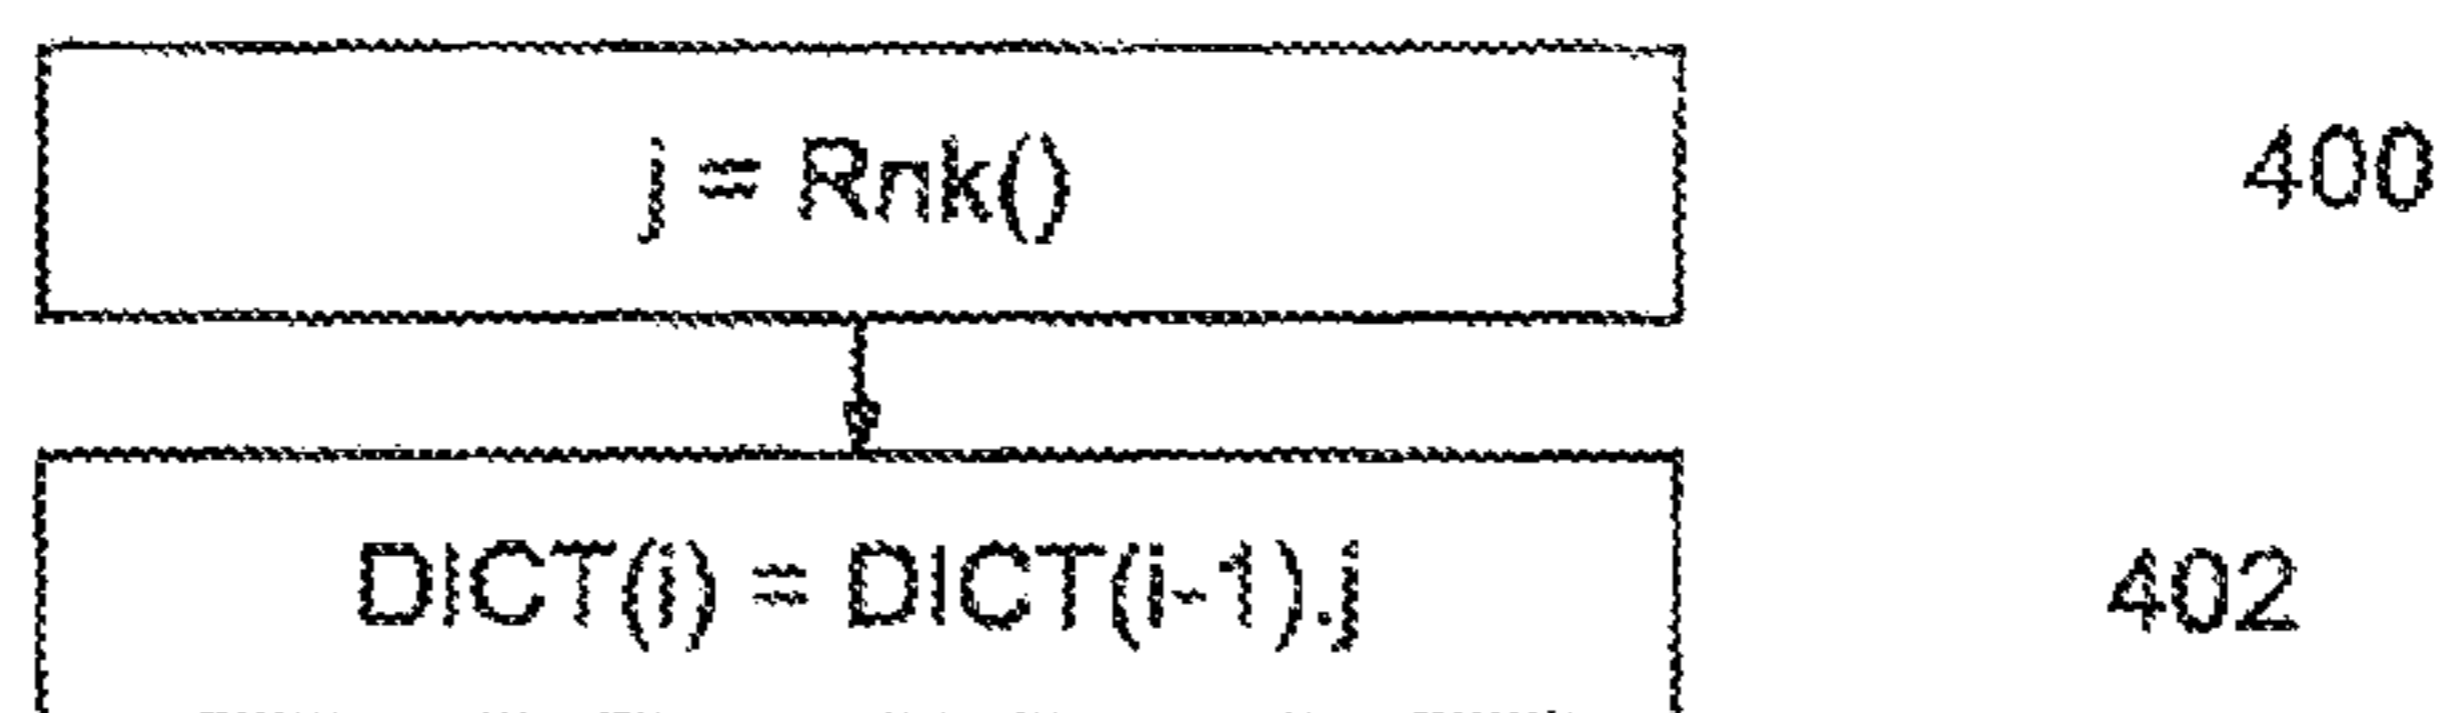 j = Rnk() 400
DICT(i) = DICT(i-1).j 402